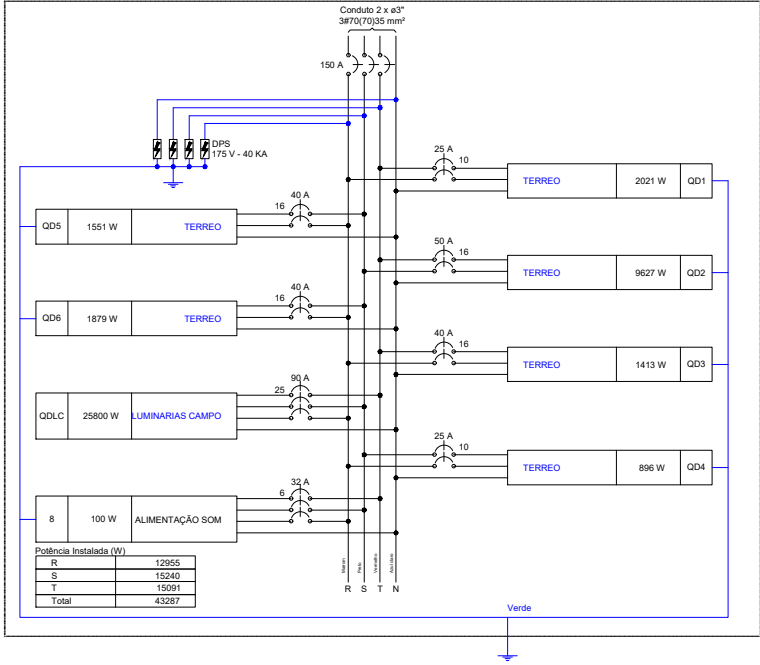 Conduto 2 x ø3"
3#70(70)35 mm²
150 A
DPS
175 V - 40 KA
25 A
10
TERREO 2021 W QD1
40 A
16
QD5 1551 W TERREO
50 A
16
TERREO 9627 W QD2
40 A
16
QD6 1879 W TERREO
40 A
16
TERREO 1413 W QD3
90 A
25
QDLC 25800 W LUMINARIAS CAMPO
25 A
10
TERREO 896 W QD4
32 A
6
8 100 W ALIMENTAÇÃO SOM
Potência Instalada (W)
R 12955
S 15240
T 15091
Total 43287
Preto
Vermelho
R S T N
Verde